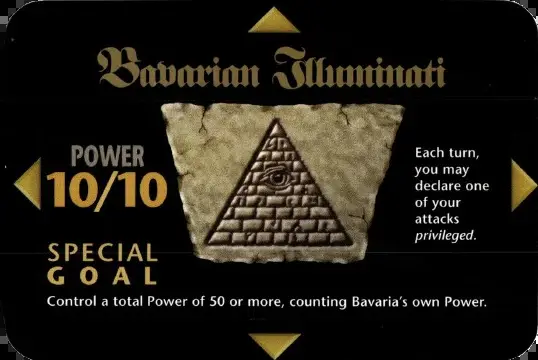 Bavarian Illuminati
POWER
10/10
Each turn,
you may
declare one
of your
attacks
privileged.
SPECIAL
GOAL
Control a total Power of 50 or more, counting Bavaria's own Power.